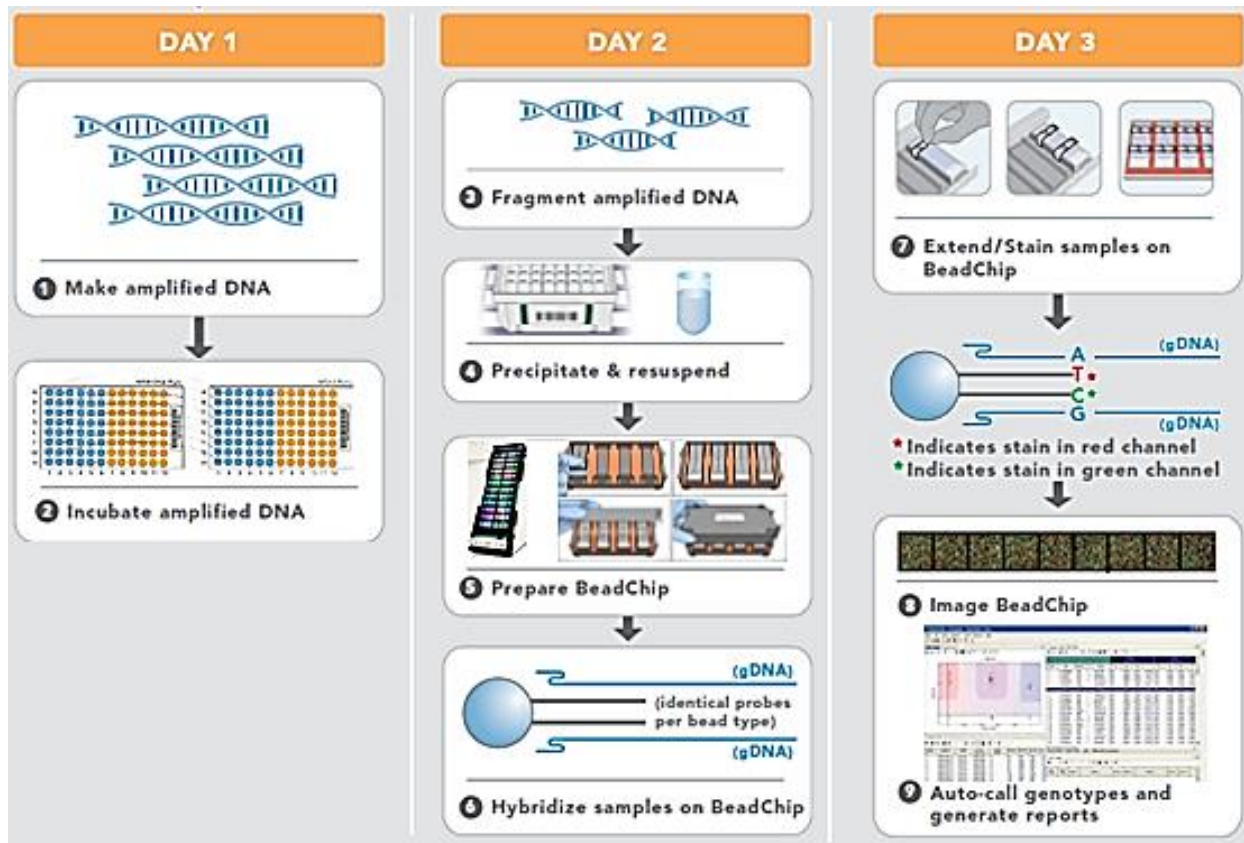 DAY 1
1 Make amplified DNA
2 Incubate amplified DNA
DAY 2
3 Fragment amplified DNA
4 Precipitate & resuspend
5 Prepare BeadChip
(gDNA)
(identical probes
per bead type)
(gDNA)
6 Hybridize samples on BeadChip
DAY 3
7 Extend/Stain samples on
BeadChip
A (gDNA)
T*
C*
G (gDNA)
* Indicates stain in red channel
* Indicates stain in green channel
8 Image BeadChip
9 Auto-call genotypes and
generate reports